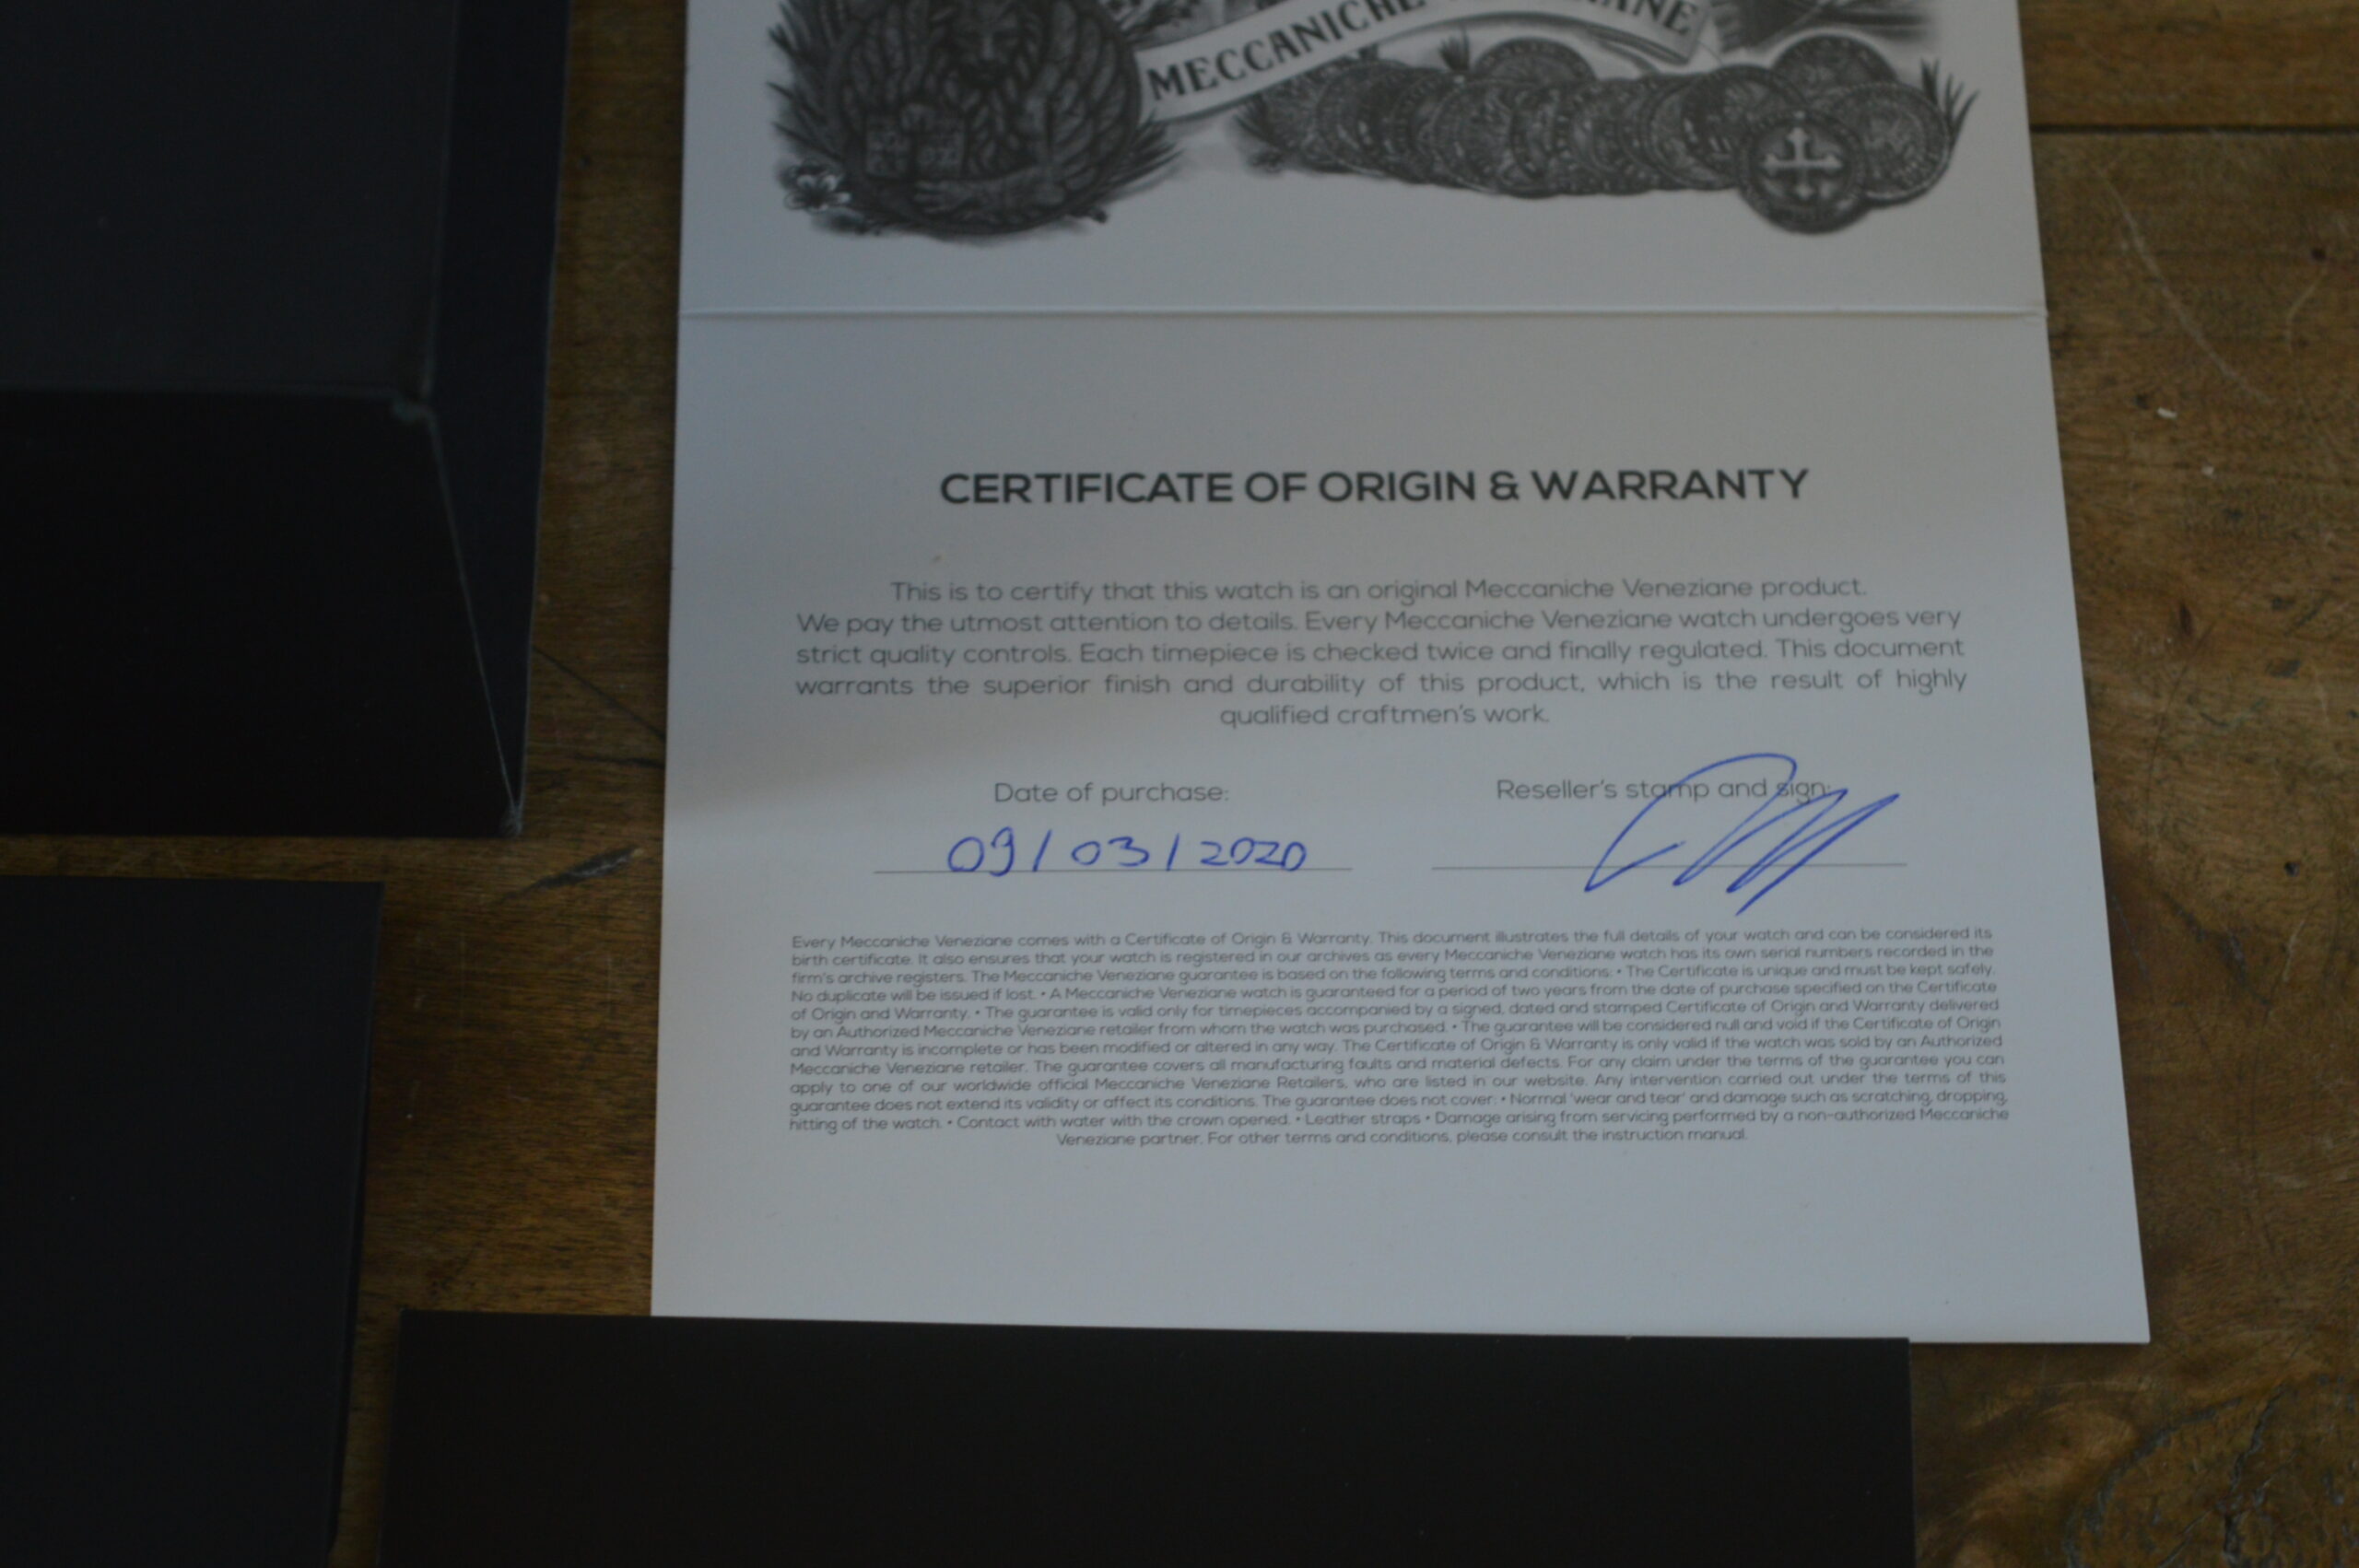 MECCANICHE
CERTIFICATE OF ORIGIN & WARRANTY
This is to certify that this watch is an original Meccaniche Veneziane product.
We pay the utmost attention to details. Every Meccaniche Veneziane watch undergoes very
strict quality controls. Each timepiece is checked twice and finally regulated. This document
warrants the superior finish and durability of this product, which is the result of highly
qualified craftmen's work.
Date of purchase:
09/03/2020
Reseller's stamp and sign:
Every Meccaniche Veneziane comes with a Certificate of Origin & Warranty. This document illustrates the full details of your watch and can be considered its
birth certificate. It also ensures that your watch is registered in our archives as every Meccaniche Veneziane watch has its own serial numbers recorded in the
firm's archive registers. The Meccaniche Veneziane guarantee is based on the following terms and conditions: • The Certificate is unique and must be kept safely.
No duplicate will be issued if lost. • A Meccaniche Veneziane watch is guaranteed for a period of two years from the date of purchase specified on the Certificate
of Origin and Warranty. • The guarantee is valid only for timepieces accompanied by a signed, dated and stamped Certificate of Origin and Warranty delivered
by an Authorized Meccaniche Veneziane retailer from whom the watch was purchased. • The guarantee will be considered null and void if the Certificate of Origin
and Warranty is incomplete or has been modified or altered in any way. The Certificate of Origin & Warranty is only valid if the watch was sold by an Authorized
Meccaniche Veneziane retailer. The guarantee covers all manufacturing faults and material defects. For any claim under the terms of the guarantee you can
apply to one of our worldwide official Meccaniche Veneziane Retailers, who are listed in our website. Any intervention carried out under the terms of this
guarantee does not extend its validity or affect its conditions. The guarantee does not cover: • Normal 'wear and tear' and damage such as scratching, dropping,
hitting of the watch. • Contact with water with the crown opened. • Leather straps • Damage arising from servicing performed by a non-authorized Meccaniche
Veneziane partner. For other terms and conditions, please consult the instruction manual.